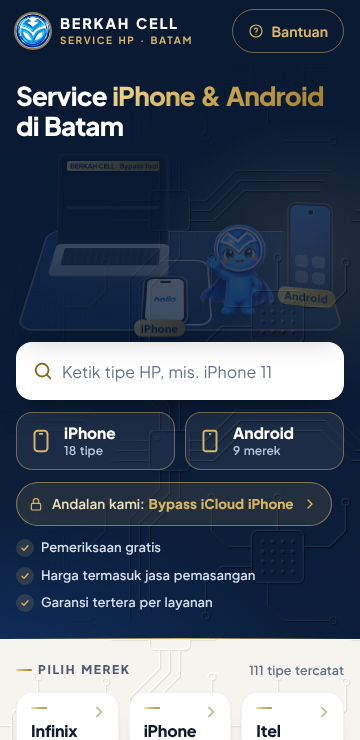 BERKAH CELL
SERVICE HP · BATAM
Bantuan
Service iPhone & Android
di Batam
BERKAH CELL - Bypass Tool
hello
iPhone
Android
Ketik tipe HP, mis. iPhone 11
iPhone
18 tipe
Android
9 merek
Andalan kami: Bypass iCloud iPhone
Pemeriksaan gratis
Harga termasuk jasa pemasangan
Garansi tertera per layanan
PILIH MEREK
111 tipe tercatat
Infinix
iPhone
Itel